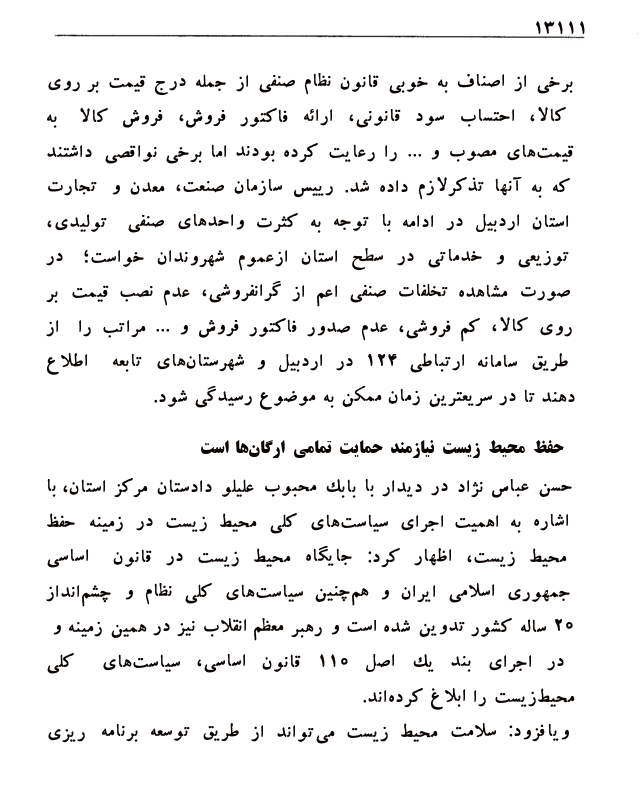 ۱۳۱۱۱
برخی از اصناف به خوبی قانون نظام صنفی از جمله درج قیمت بر روی
کالا، احتساب سود قانونی، ارائه فاکتور فروش، فروش کالا به
قیمت‌های مصوب و ... را رعایت کرده بودند اما برخی نواقصی داشتند
که به آنها تذکرلازم داده شد. رییس سازمان صنعت، معدن و تجارت
استان اردبیل در ادامه با توجه به کثرت واحدهای صنفی تولیدی،
توزیعی و خدماتی در سطح استان ازعموم شهروندان خواست؛ در
صورت مشاهده تخلفات صنفی اعم از گرانفروشی، عدم نصب قیمت بر
روی کالا، کم فروشی، عدم صدور فاکتور فروش و ... مراتب را از
طریق سامانه ارتباطی ۱۲۴ در اردبیل و شهرستان‌های تابعه اطلاع
دهند تا در سریعترین زمان ممکن به موضوع رسیدگی شود.
حفظ محیط زیست نیازمند حمایت تمامی ارگان‌ها است
حسن عباس نژاد در دیدار با بابك محبوب علیلو دادستان مرکز استان، با
اشاره به اهمیت اجرای سیاست‌های کلی محیط زیست در زمینه حفظ
محیط زیست، اظهار کرد: جایگاه محیط زیست در قانون اساسی
جمهوری اسلامی ایران و هم‌چنین سیاست‌های کلی نظام و چشم‌انداز
۲۰ ساله کشور تدوین شده است و رهبر معظم انقلاب نیز در همین زمینه و
در اجرای بند یك اصل ۱۱۰ قانون اساسی، سیاست‌های کلی
محیط‌زیست را ابلاغ کرده‌اند.
ویافزود: سلامت محیط زیست می‌تواند از طریق توسعه برنامه ریزی